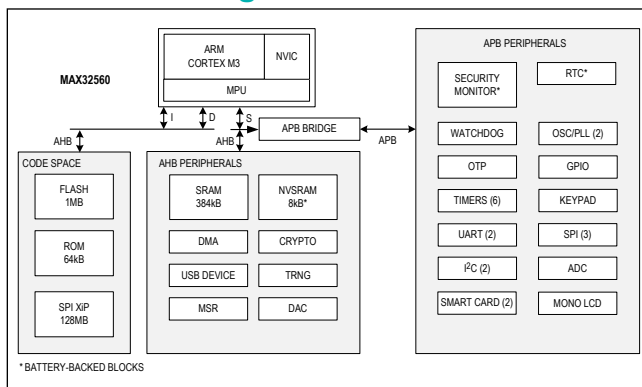 MAX32560
ARM
CORTEX M3
NVIC
MPU
I
D
S
AHB
AHB
APB BRIDGE
APB
CODE SPACE
FLASH
1MB
ROM
64kB
SPI XiP
128MB
AHB PERIPHERALS
SRAM
384kB
NVSRAM
8kB*
DMA
CRYPTO
USB DEVICE
TRNG
MSR
DAC
APB PERIPHERALS
SECURITY
MONITOR*
RTC*
WATCHDOG
OSC/PLL (2)
OTP
GPIO
TIMERS (6)
KEYPAD
UART (2)
SPI (3)
I²C (2)
ADC
SMART CARD (2)
MONO LCD
* BATTERY-BACKED BLOCKS